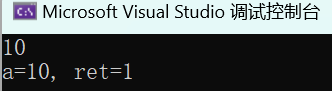 Microsoft Visual Studio 调试控制台
10
a=10, ret=1